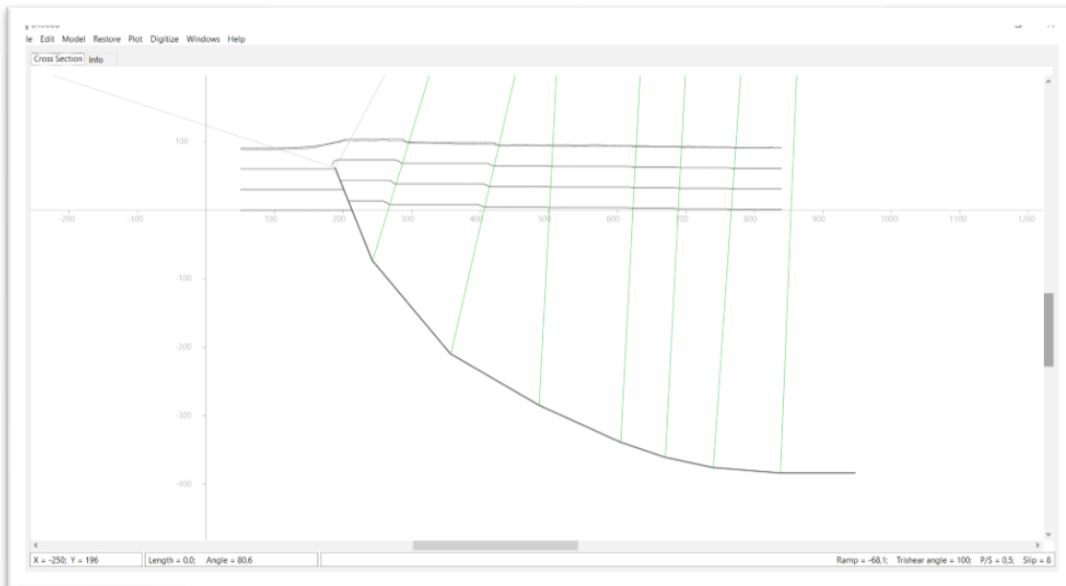 le Edit Model Restore Plot Digitize Windows Help
Cross Section Info
100
-200 -100 100 200 300 400 500 600 700 800 900 1000 1100 1200
-100
-200
-300
-400
X = -250; Y = 196 Length = 0,0; Angle = 80,6 Ramp = -68,1; Trishear angle = 100; P/S = 0,5; Slip = 8